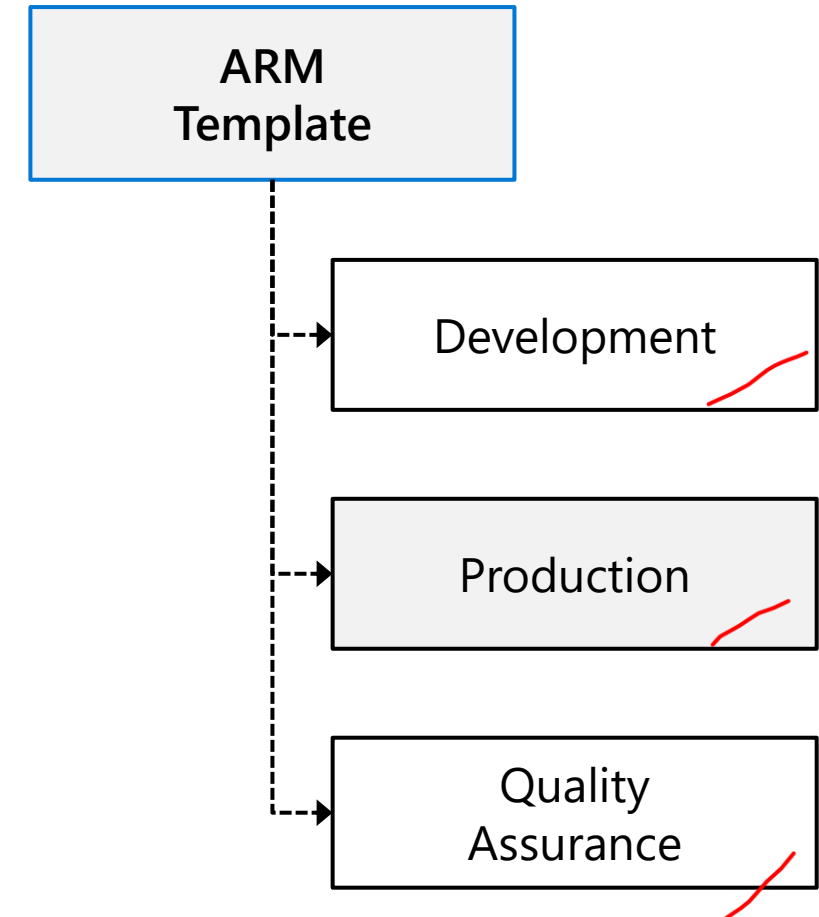 ARM
Template
Development
Production
Quality
Assurance